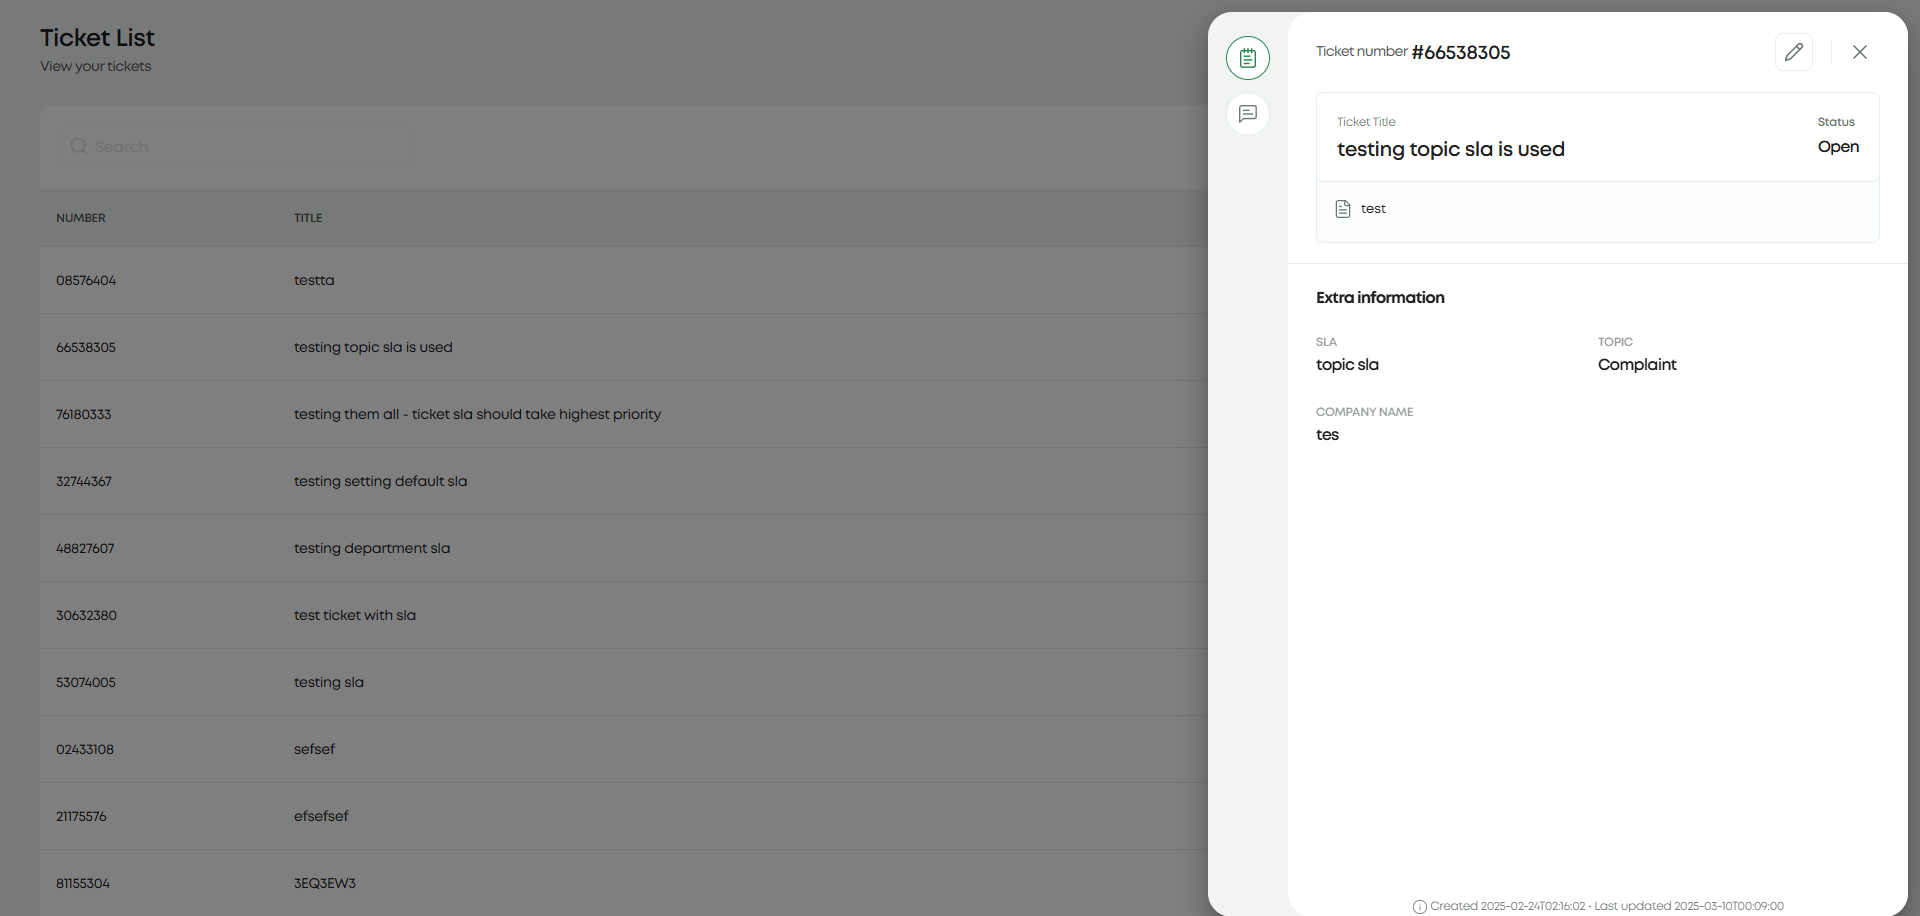 Ticket List
View your tickets
Search
NUMBER TITLE
08576404 testta
66538305 testing topic sla is used
76180333 testing them all - ticket sla should take highest priority
32744367 testing setting default sla
48827607 testing department sla
30632380 test ticket with sla
53074005 testing sla
02433108 sefsef
21175576 efsefsef
81155304 3EQ3EW3
Ticket number #66538305
Ticket Title Status
testing topic sla is used Open
test
Extra information
SLA TOPIC
topic sla Complaint
COMPANY NAME
tes
Created 2025-02-24T02:16:02 • Last updated 2025-03-10T00:09:00